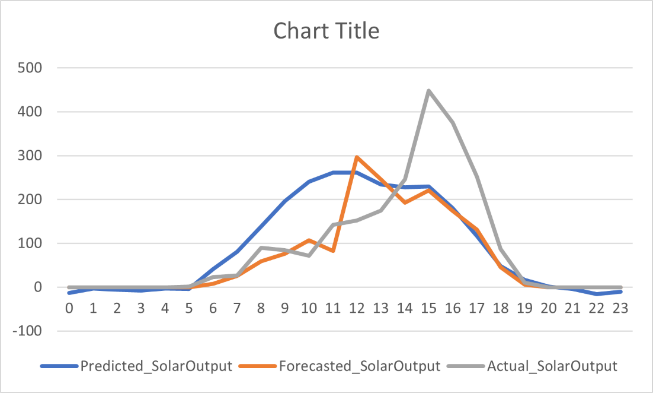 Chart Title
500
400
300
200
100
0
0 1 2 3 4 5 6 7 8 9 10 11 12 13 14 15 16 17 18 19 20 21 22 23
-100
Predicted_SolarOutput Forecasted_SolarOutput Actual_SolarOutput